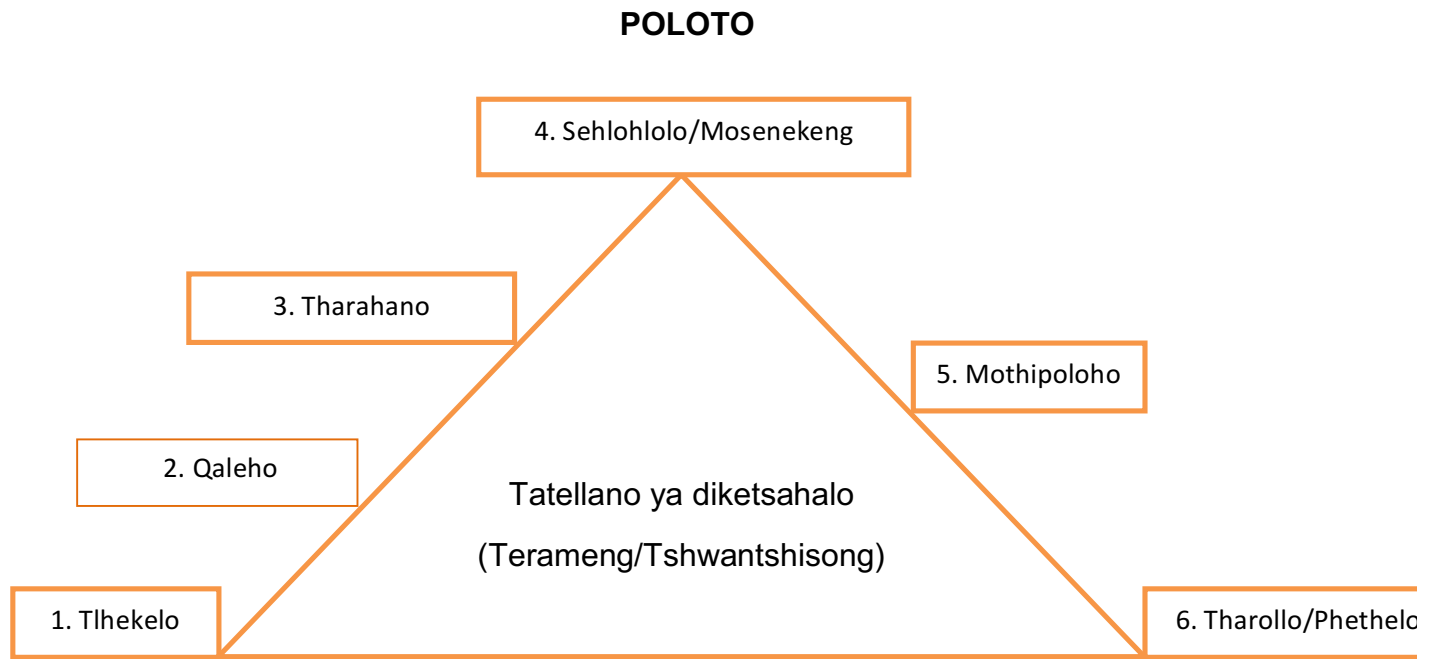 POLOTO
4. Sehlohlolo/Mosenekeng
3. Tharahano
5. Mothipoloho
2. Qaleho
Tatellano ya diketsahalo
(Terameng/Tshwantshisong)
1. Tlhekelo
6. Tharollo/Phethelo